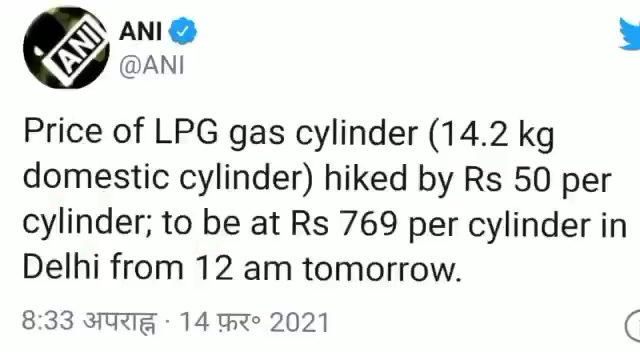 ANI
ANI
@ANI
Price of LPG gas cylinder (14.2 kg
domestic cylinder) hiked by Rs 50 per
cylinder; to be at Rs 769 per cylinder in
Delhi from 12 am tomorrow.
8:33 अपराह्न · 14 फ़र॰ 2021